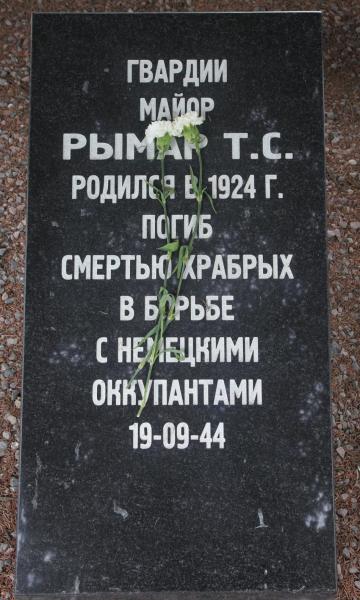 ГВАРДИИ
МАЙОР
РЫМАР Т.С.
РОДИЛСЯ В 1924 Г.
ПОГИБ
СМЕРТЬЮ ХРАБРЫХ
В БОРЬБЕ
С НЕМЕЦКИМИ
ОККУПАНТАМИ
19-09-44